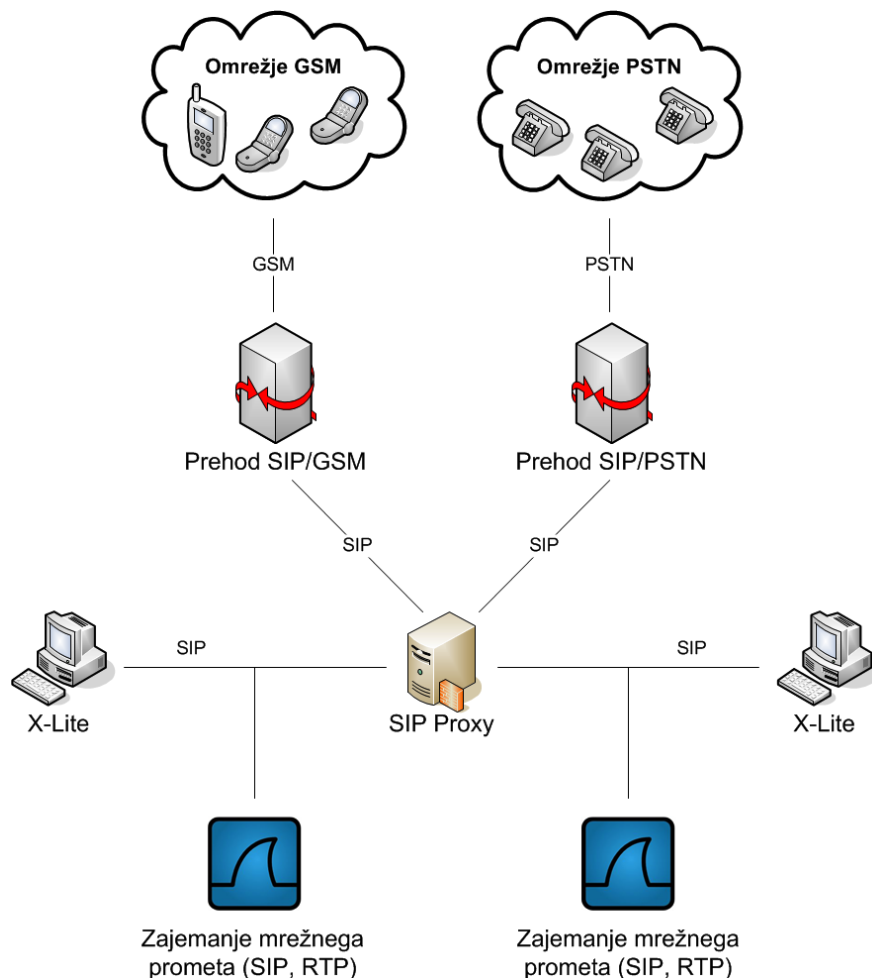 Omrežje GSM
Omrežje PSTN
GSM
PSTN
Prehod SIP/GSM
Prehod SIP/PSTN
SIP
SIP
SIP
SIP
X-Lite
SIP Proxy
X-Lite
Zajemanje mrežnega
prometa (SIP, RTP)
Zajemanje mrežnega
prometa (SIP, RTP)